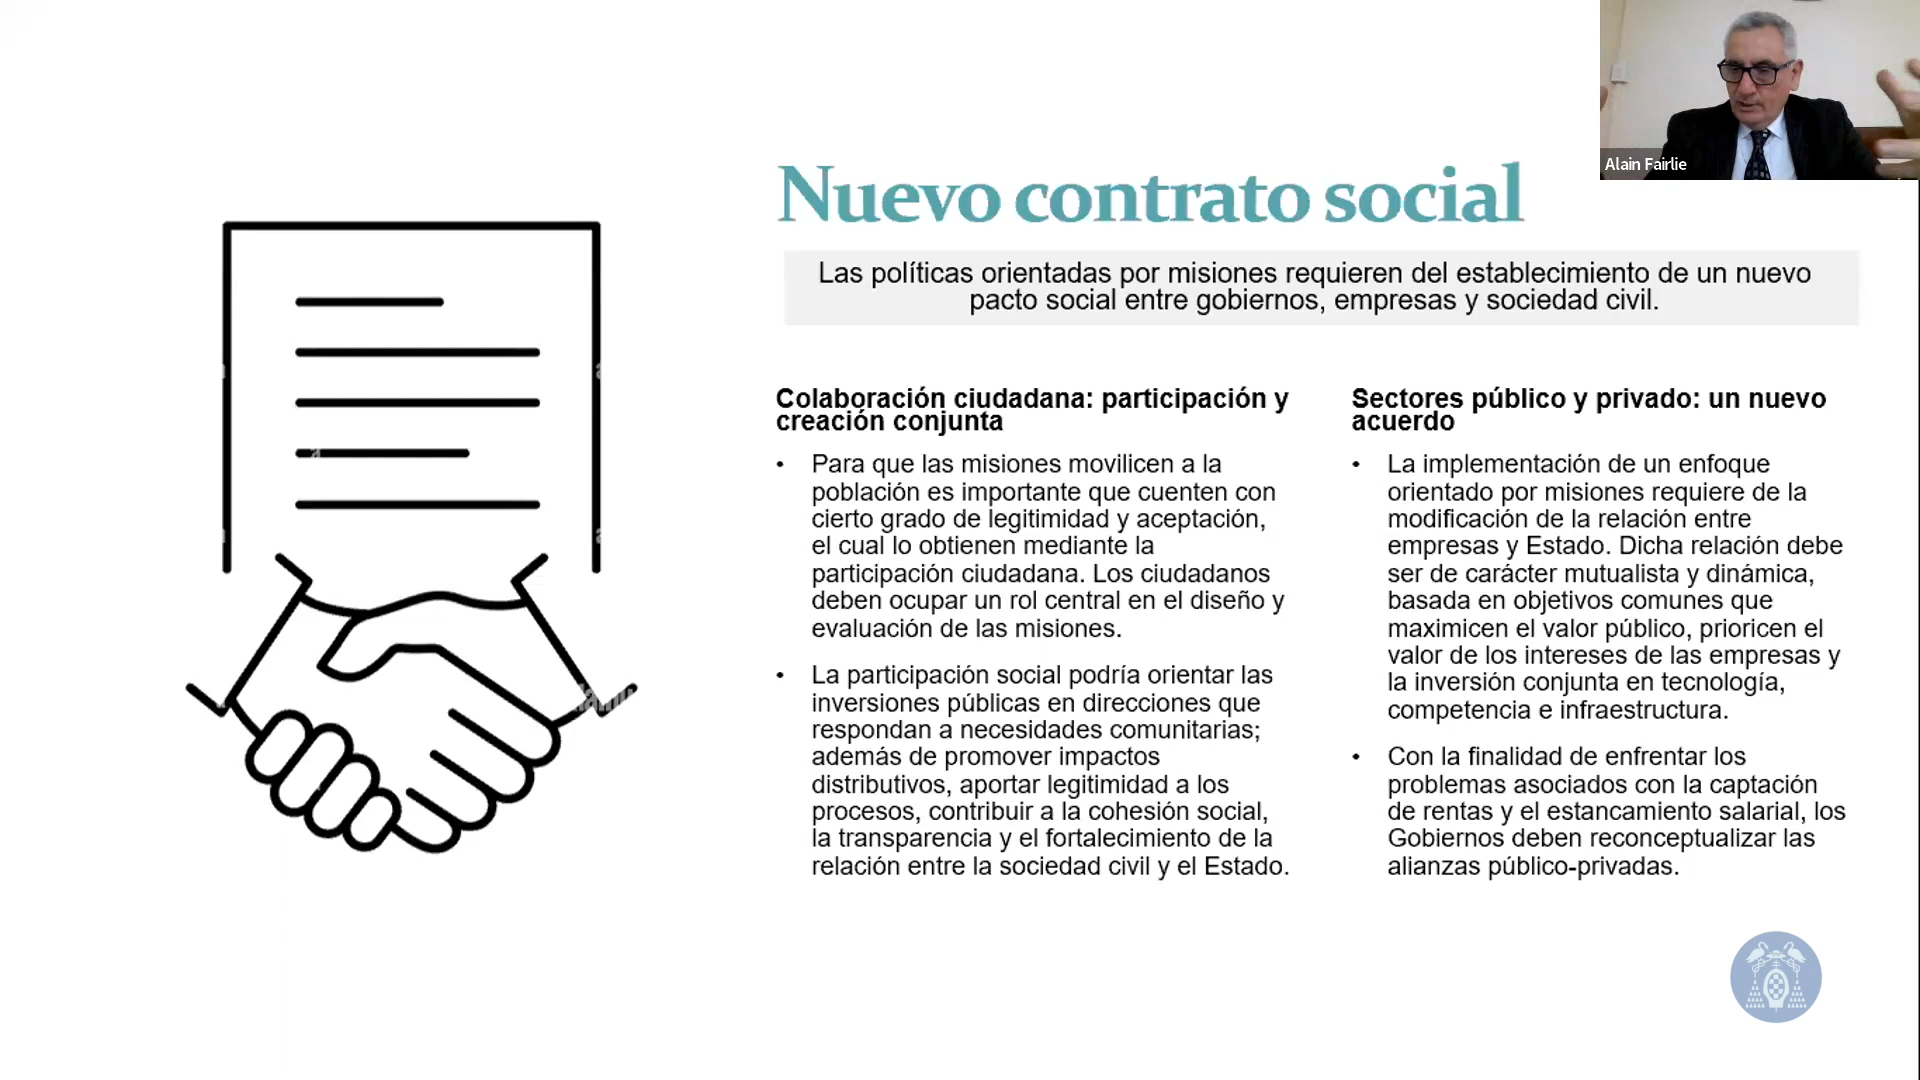 Alain Fairlie
Nuevo contrato social
Las políticas orientadas por misiones requieren del establecimiento de un nuevo
pacto social entre gobiernos, empresas y sociedad civil.
Colaboración ciudadana: participación y
creación conjunta
• Para que las misiones movilicen a la
población es importante que cuenten con
cierto grado de legitimidad y aceptación,
el cual lo obtienen mediante la
participación ciudadana. Los ciudadanos
deben ocupar un rol central en el diseño y
evaluación de las misiones.
• La participación social podría orientar las
inversiones públicas en direcciones que
respondan a necesidades comunitarias;
además de promover impactos
distributivos, aportar legitimidad a los
procesos, contribuir a la cohesión social,
la transparencia y el fortalecimiento de la
relación entre la sociedad civil y el Estado.
Sectores público y privado: un nuevo
acuerdo
• La implementación de un enfoque
orientado por misiones requiere de la
modificación de la relación entre
empresas y Estado. Dicha relación debe
ser de carácter mutualista y dinámica,
basada en objetivos comunes que
maximicen el valor público, prioricen el
valor de los intereses de las empresas y
la inversión conjunta en tecnología,
competencia e infraestructura.
• Con la finalidad de enfrentar los
problemas asociados con la captación
de rentas y el estancamiento salarial, los
Gobiernos deben reconceptualizar las
alianzas público-privadas.